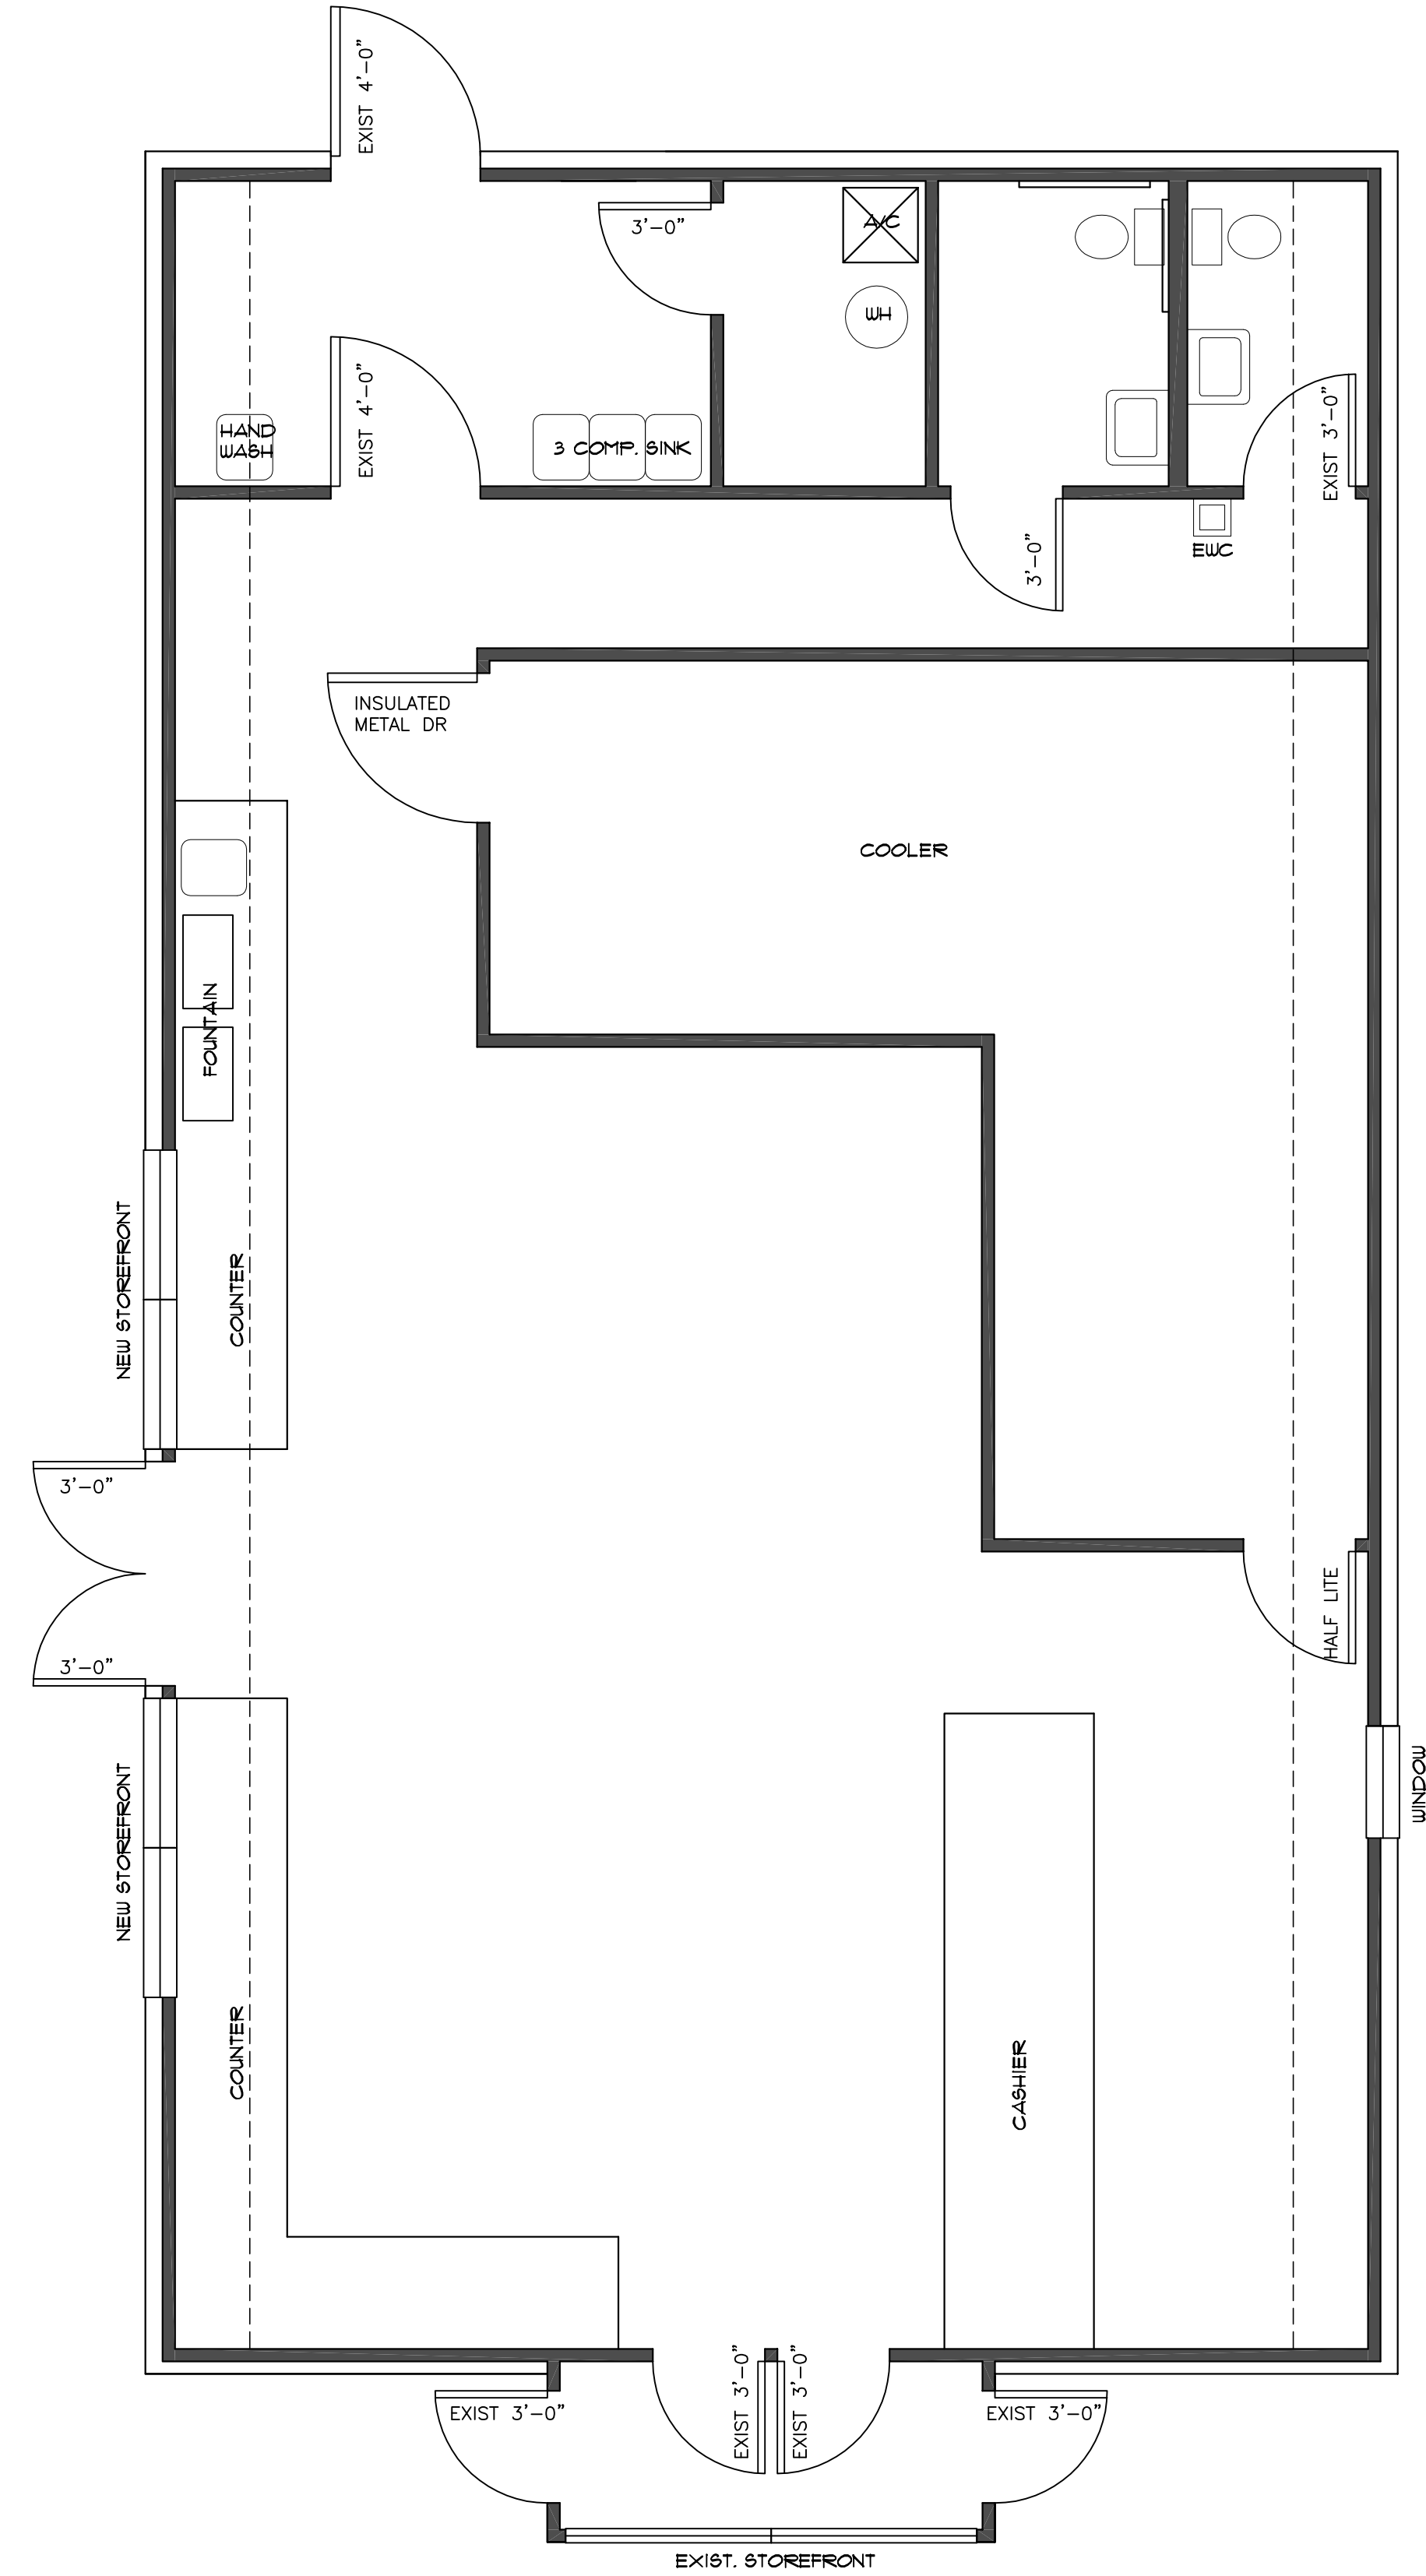 EXIST 4'-0"
3'-0"
A/C
WH
EXIST 4'-0"
HAND
WASH
3 COMP. SINK
EXIST 3'-0"
3'-0"
EWC
INSULATED
METAL DR
COOLER
FOUNTAIN
NEW STOREFRONT
COUNTER
3'-0"
HALF LITE
3'-0"
NEW STOREFRONT
WINDOW
COUNTER
CASHIER
EXIST 3'-0"
EXIST 3'-0"
EXIST 3'-0"
EXIST 3'-0"
EXIST. STOREFRONT